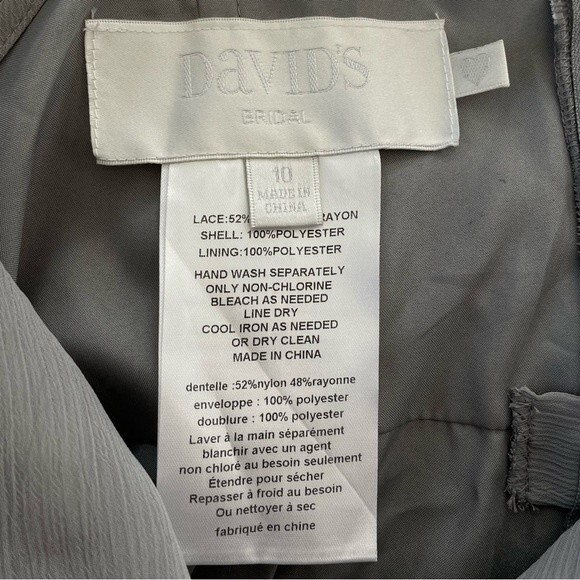 DaVID'S
BRIDAL
10
MADE IN
CHINA
LACE:52% RAYON
SHELL: 100%POLYESTER
LINING:100%POLYESTER
HAND WASH SEPARATELY
ONLY NON-CHLORINE
BLEACH AS NEEDED
LINE DRY
COOL IRON AS NEEDED
OR DRY CLEAN
MADE IN CHINA
dentelle :52%nylon 48%rayonne
enveloppe : 100% polyester
doublure : 100% polyester
Laver à la main séparément
blanchir avec un agent
non chloré au besoin seulement
Étendre pour sécher
Repasser à froid au besoin
Ou nettoyer à sec
fabriqué en chine